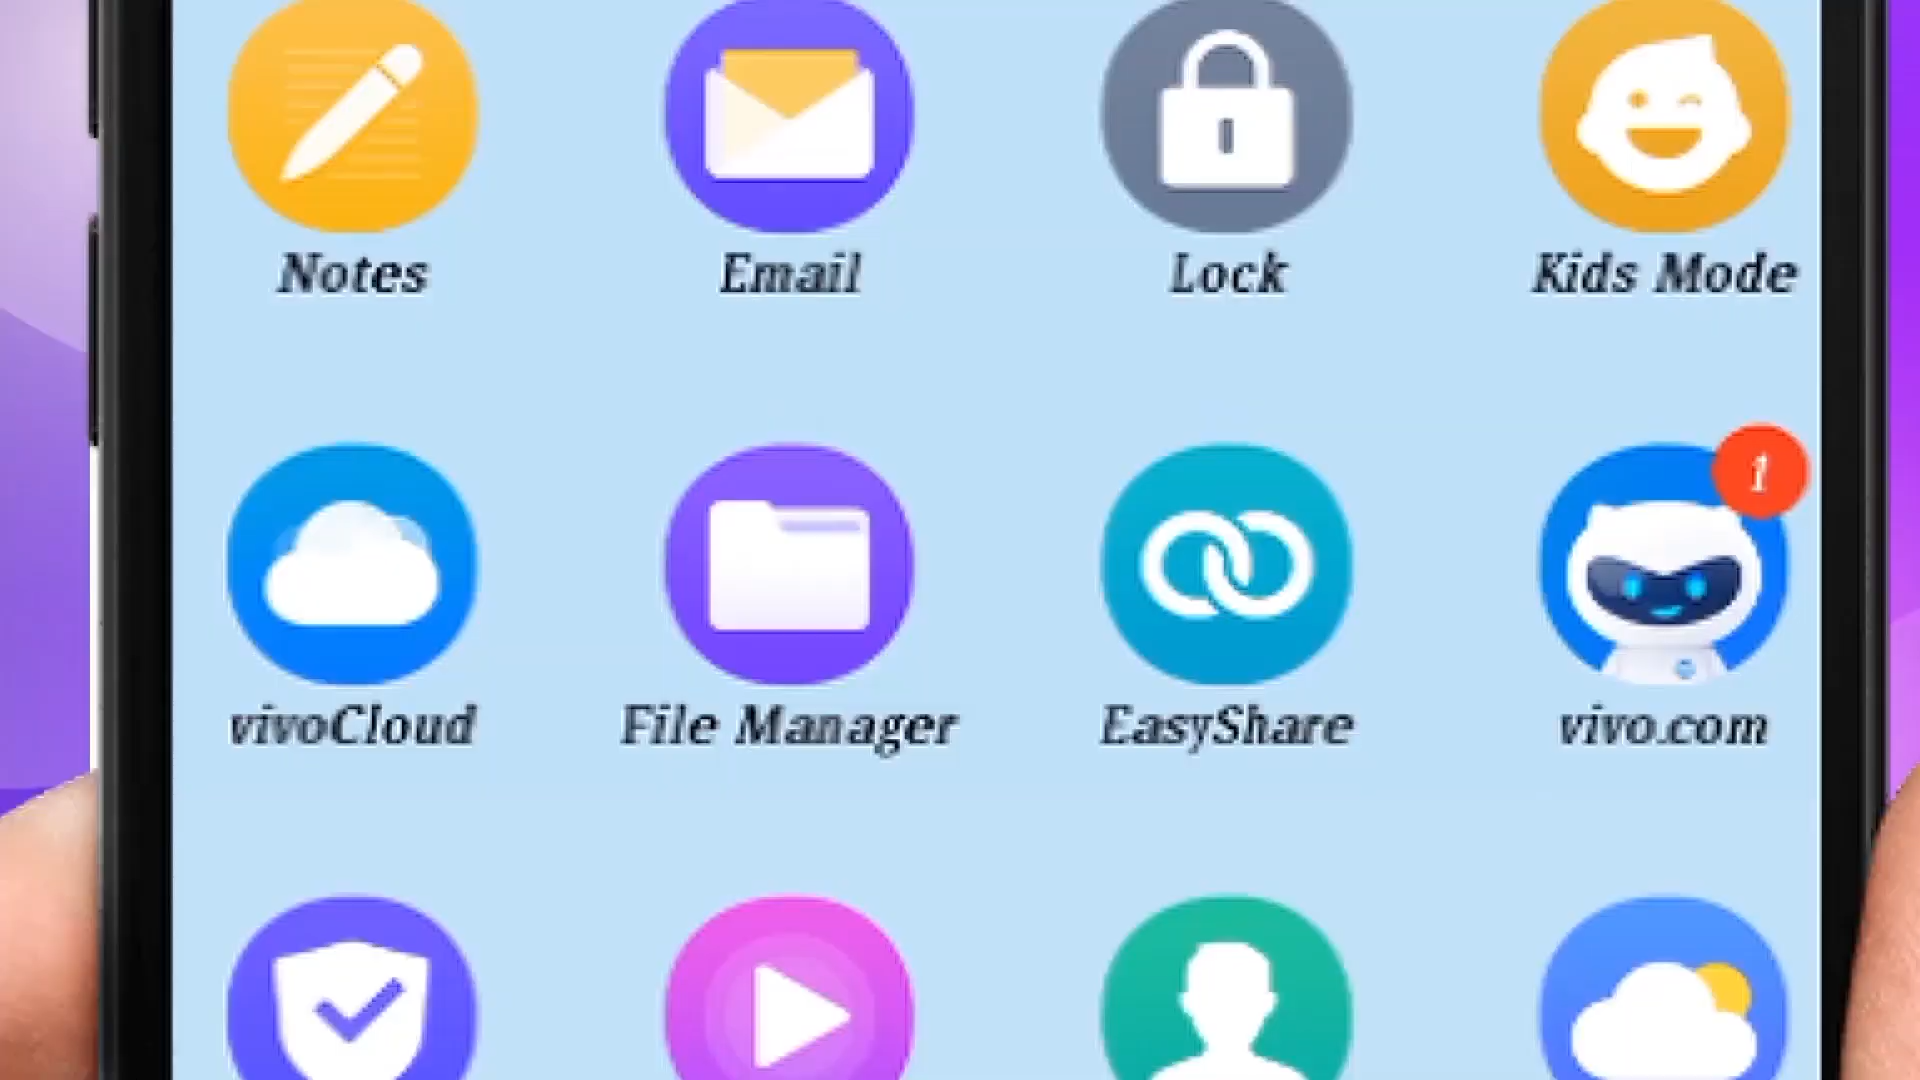 Notes
Email
Lock
Kids Mode
1
vivoCloud
File Manager
EasyShare
vivo.com